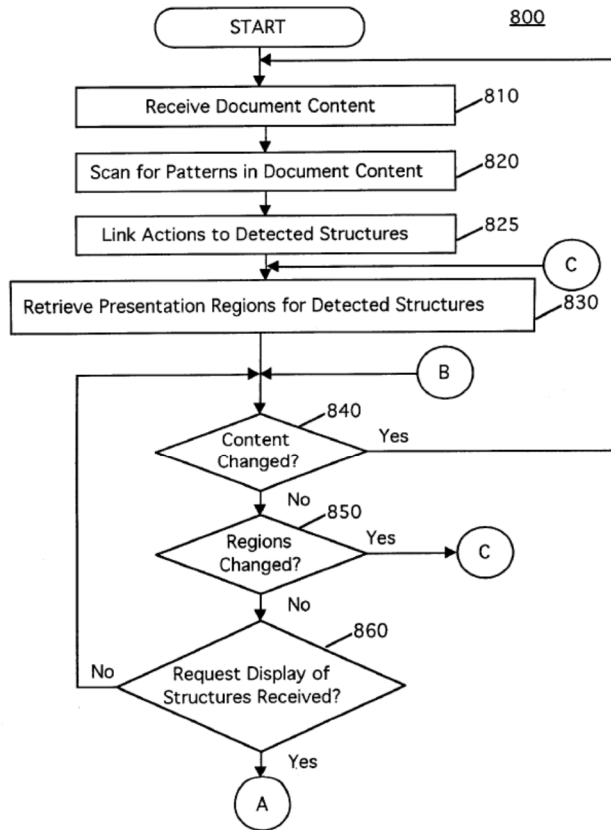 800
START
Receive Document Content
810
Scan for Patterns in Document Content
820
Link Actions to Detected Structures
825
C
Retrieve Presentation Regions for Detected Structures
830
B
840
Content
Changed?
Yes
No
850
Regions
Changed?
Yes
C
No
860
Request Display of
Structures Received?
No
Yes
A